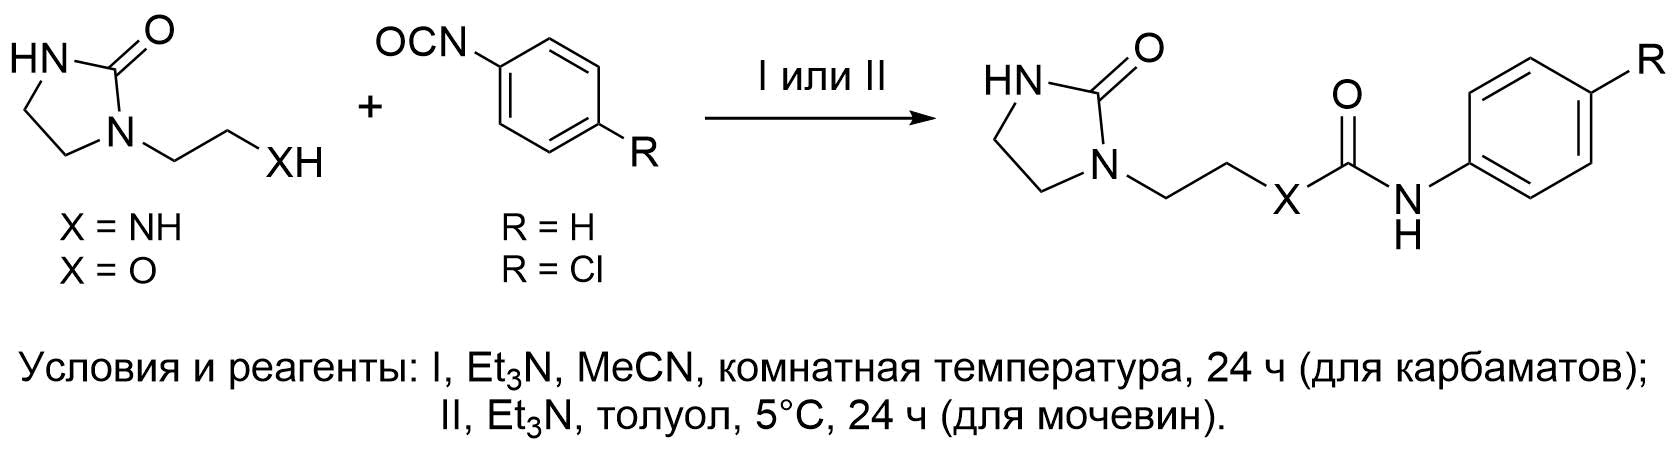 HN
O
N
XH
X = NH
X = O
+
OCN
R
R = H
R = Cl
I или II
HN
O
N
X
O
N
H
R
Условия и реагенты: I, Et₃N, MeCN, комнатная температура, 24 ч (для карбаматов);
II, Et₃N, толуол, 5°C, 24 ч (для мочевин).